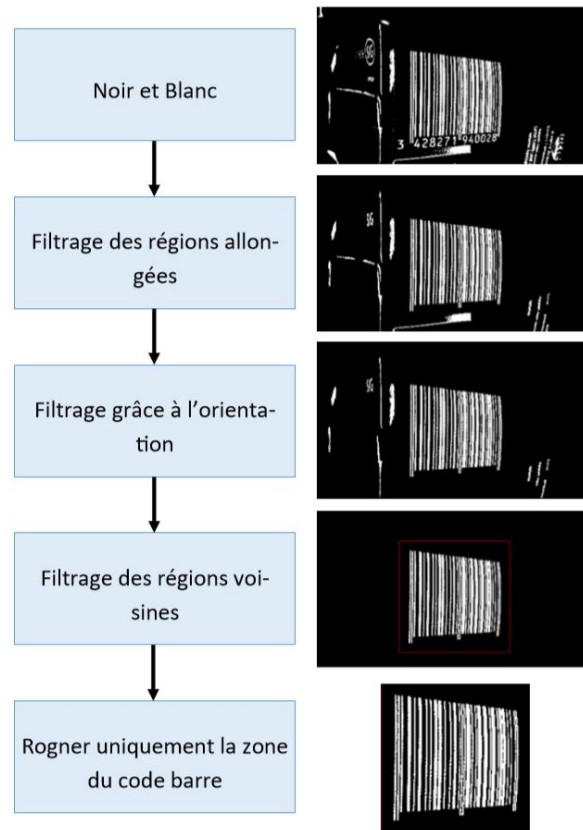 Noir et Blanc
3 428271 940028
Filtrage des régions allon-
gées
Filtrage grâce à l’orienta-
tion
Filtrage des régions voi-
sines
Rogner uniquement la zone
du code barre